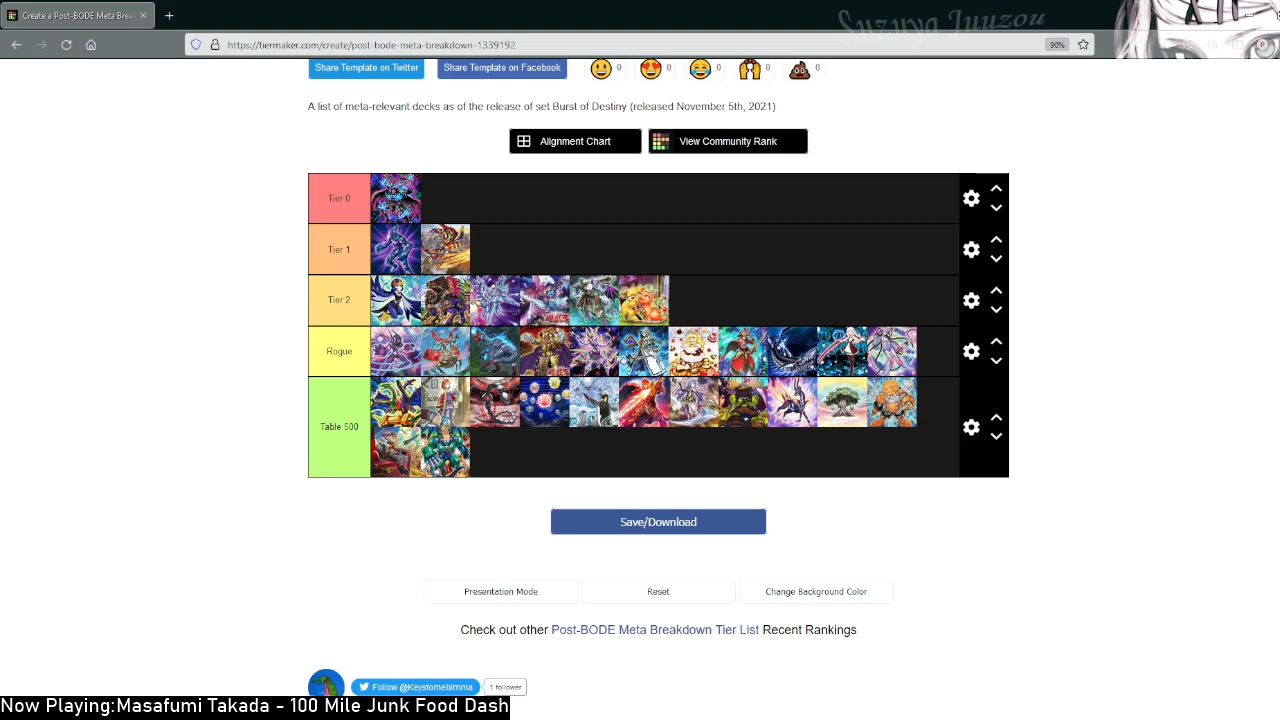 Create a Post-BODE Meta Break
Suzuya Juuzou
https://tiermaker.com/create/post-bode-meta-breakdown-1339192
90%
Share Template on Twitter
Share Template on Facebook
0
0
0
0
0
A list of meta-relevant decks as of the release of set Burst of Destiny (released November 5th, 2021)
Alignment Chart
View Community Rank
Tier 0
Tier 1
Tier 2
Rogue
Table 500
Save/Download
Presentation Mode
Reset
Change Background Color
Check out other Post-BODE Meta Breakdown Tier List Recent Rankings
Follow @Keystomebimma
1 follower
Now Playing:Masafumi Takada - 100 Mile Junk Food Dash